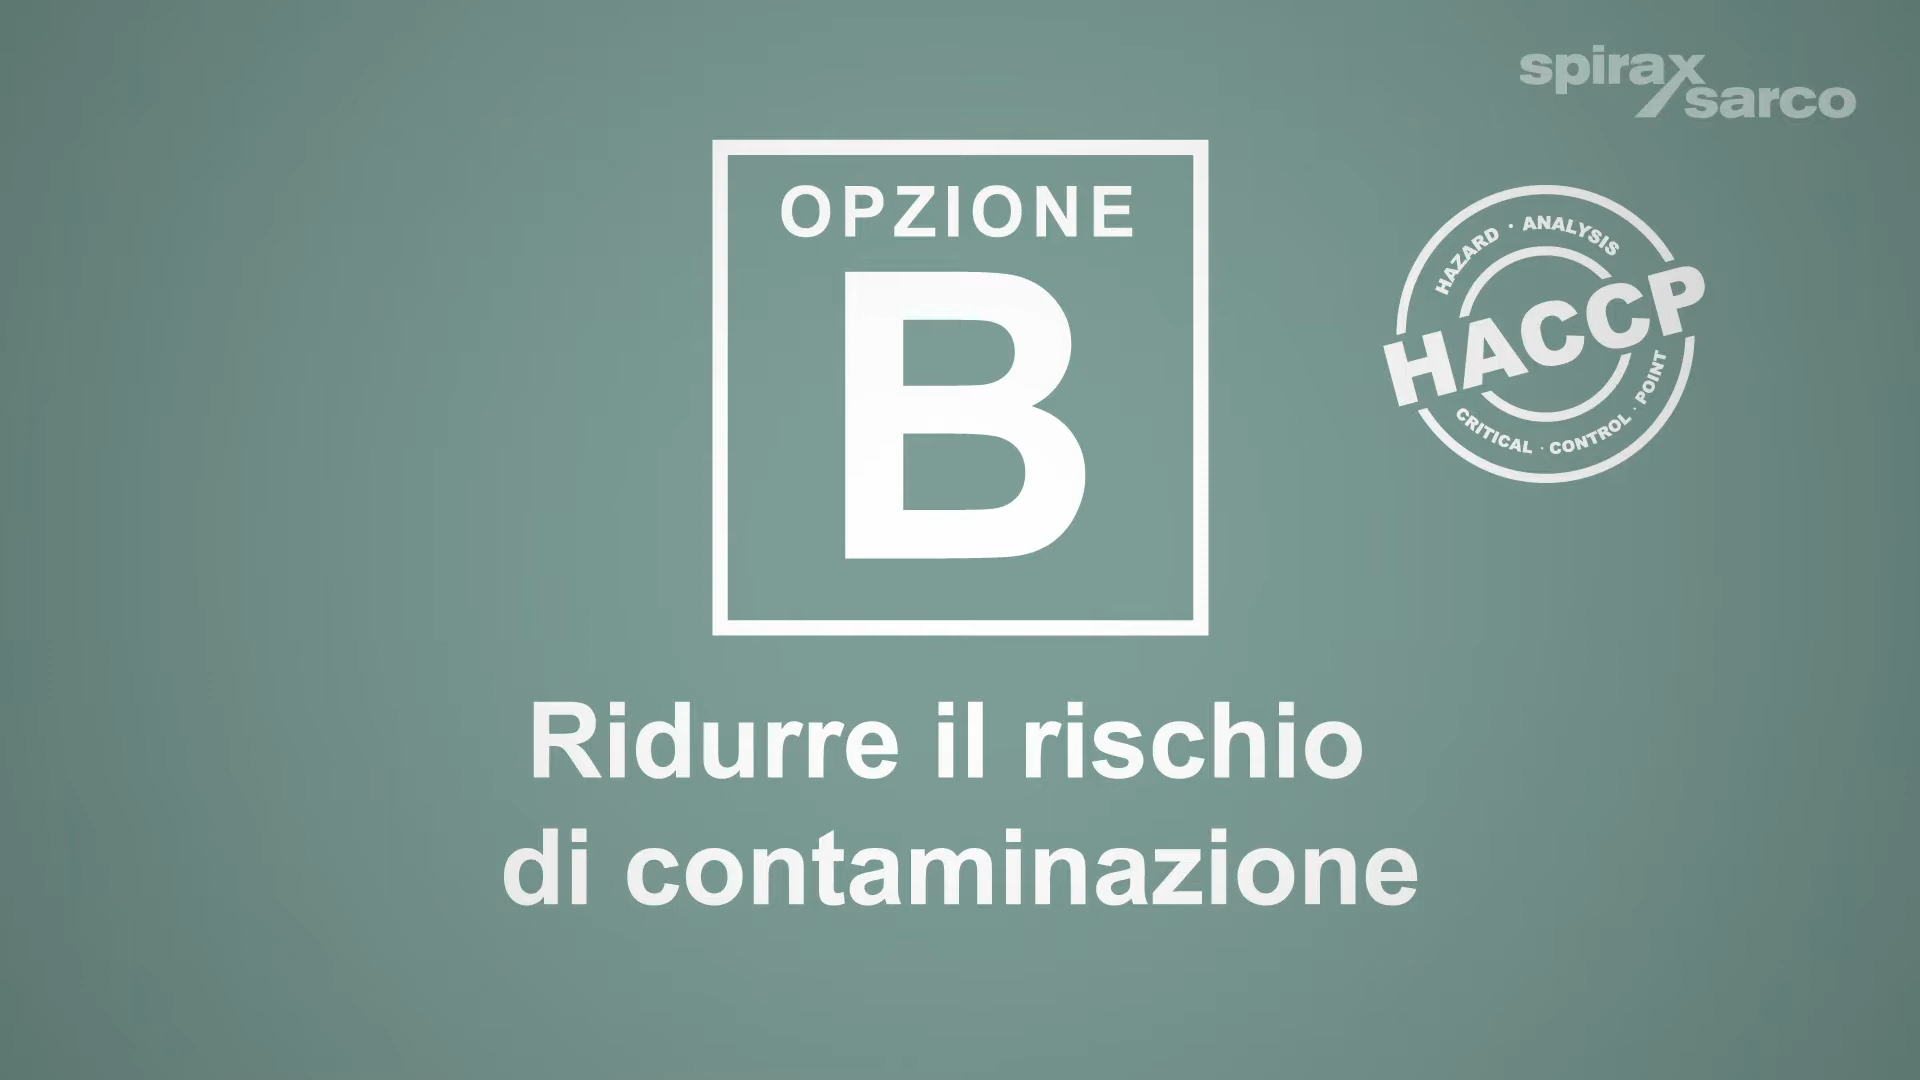 spirax
sarco
OPZIONE
B
HAZARD · ANALYSIS
HACCP
CRITICAL · CONTROL · POINT
Ridurre il rischio
di contaminazione